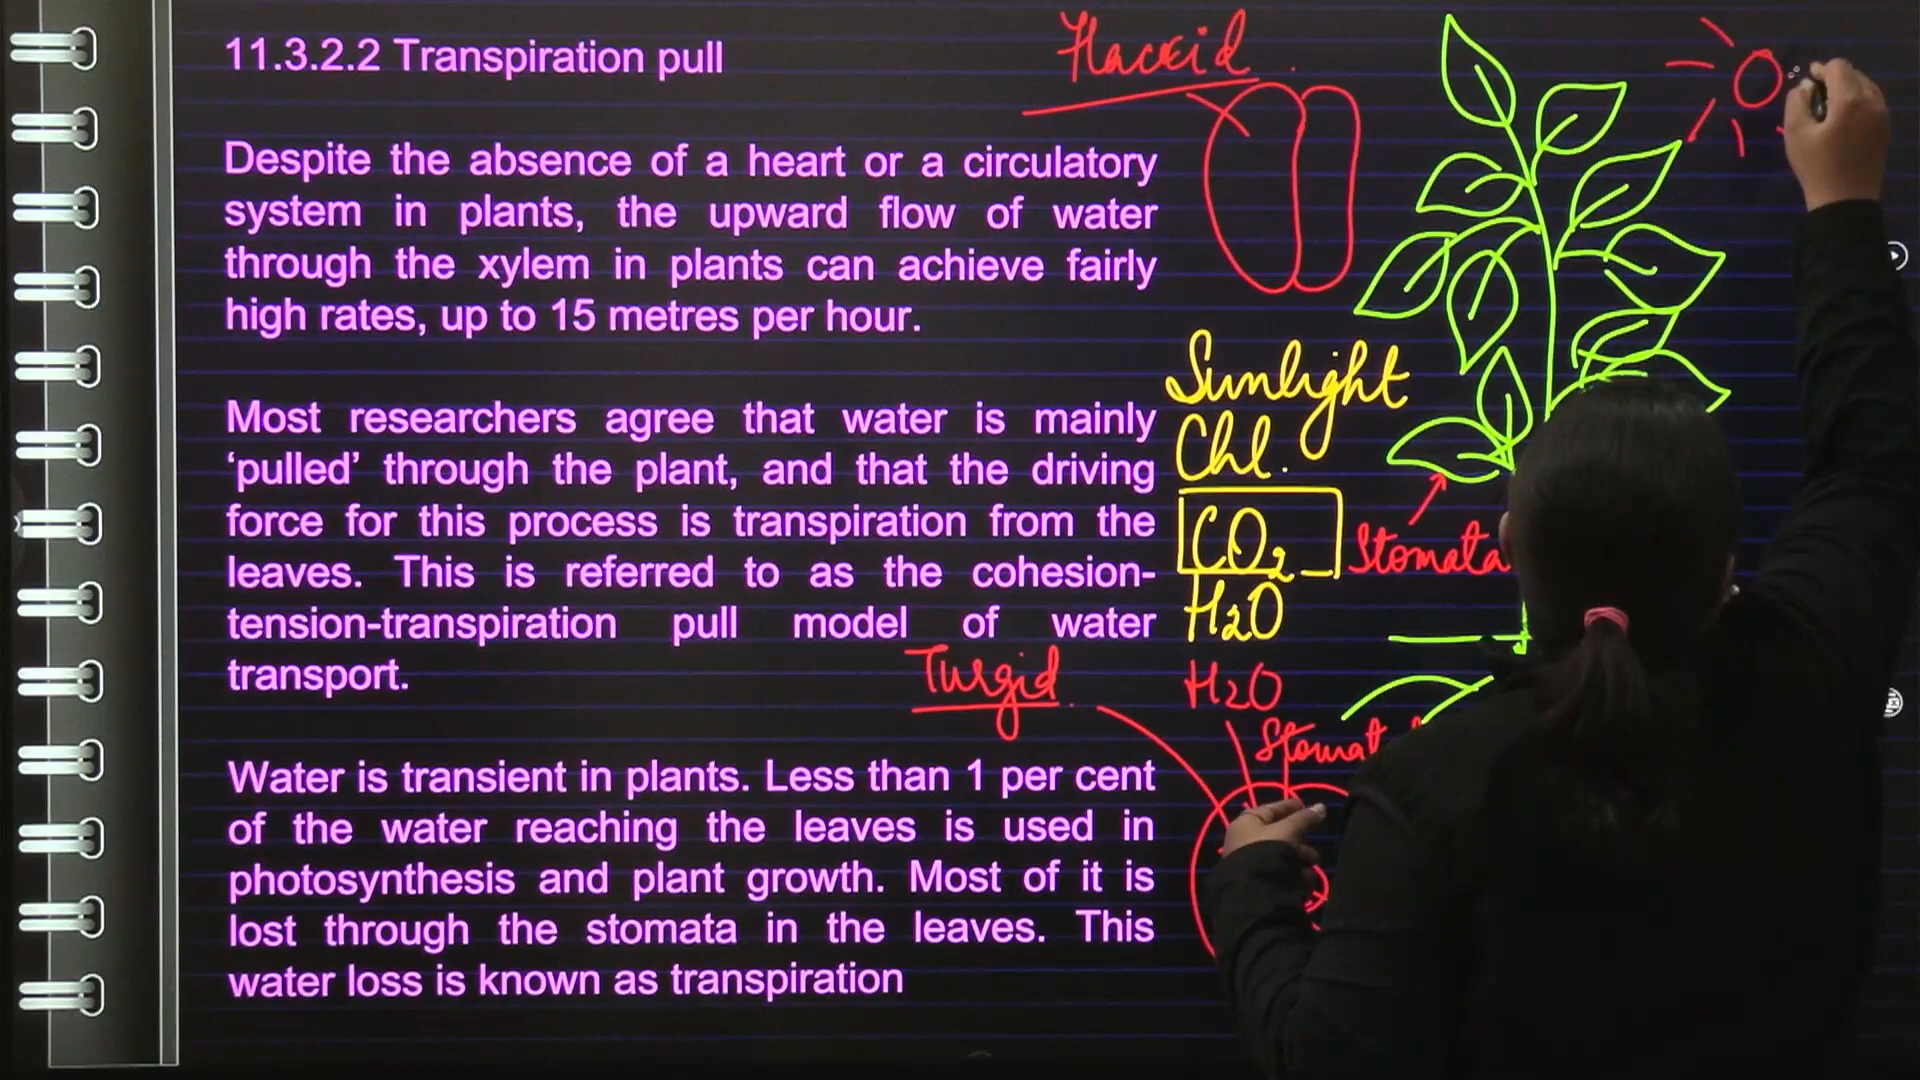 11.3.2.2 Transpiration pull
Despite the absence of a heart or a circulatory
system in plants, the upward flow of water
through the xylem in plants can achieve fairly
high rates, up to 15 metres per hour.
Most researchers agree that water is mainly
‘pulled’ through the plant, and that the driving
force for this process is transpiration from the
leaves. This is referred to as the cohesion-
tension-transpiration pull model of water
transport.
Water is transient in plants. Less than 1 per cent
of the water reaching the leaves is used in
photosynthesis and plant growth. Most of it is
lost through the stomata in the leaves. This
water loss is known as transpiration
Flaccid
Sunlight
Chl.
CO2
H2O
Stomata
Turgid
H2O